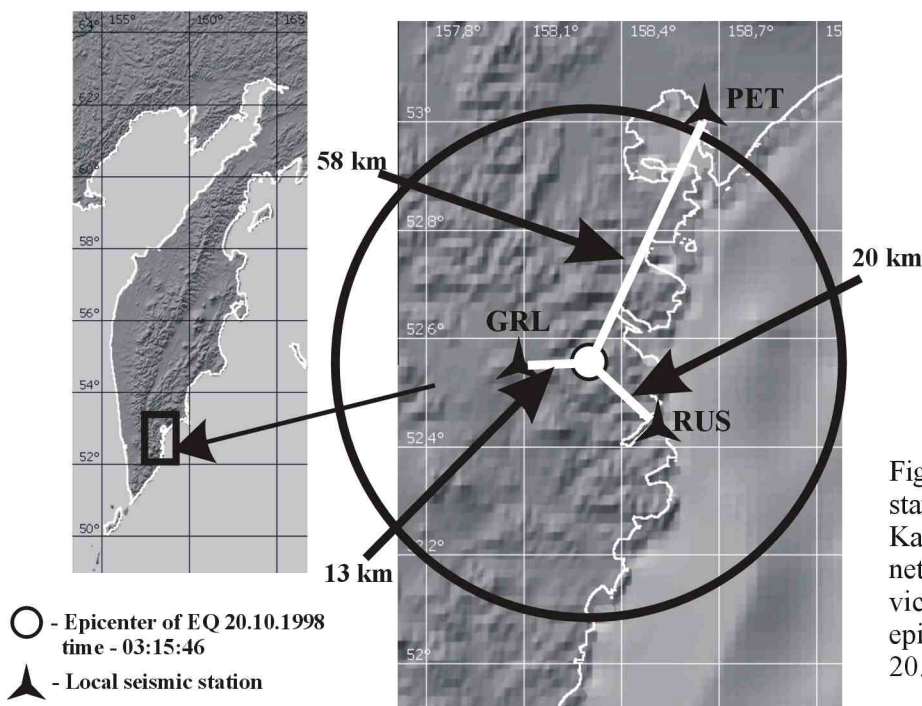 155° 150° 165°
64°
62°
60°
58°
56°
54°
52°
50°
157,8° 158,1° 158,4° 158,7° 15
53°
52,8°
52,6°
52,4°
52,2°
52°
PET
58 km
20 km
GRL
RUS
13 km
- Epicenter of EQ 20.10.1998
time - 03:15:46
- Local seismic station
Fig
sta
Ka
net
vic
epi
20.